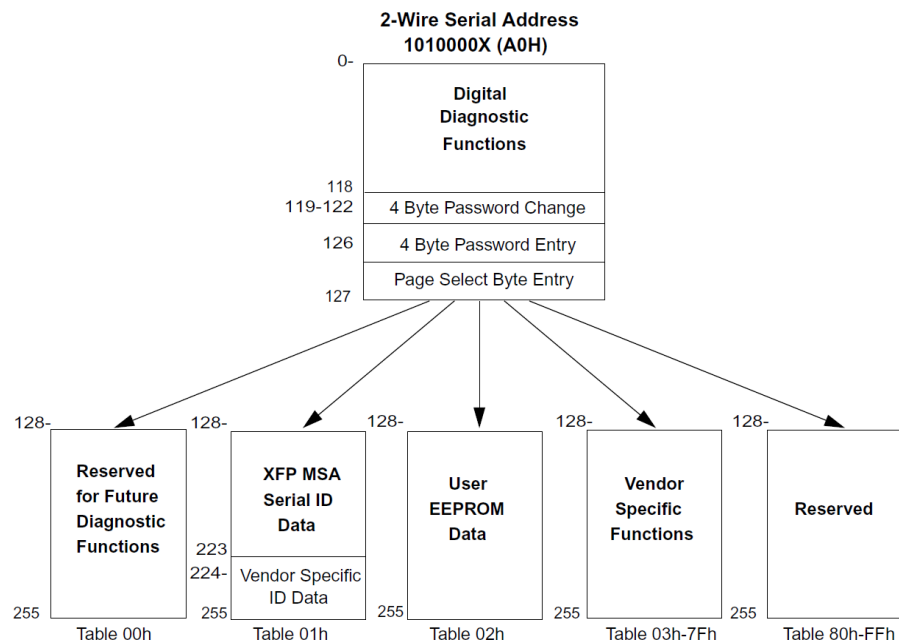 2-Wire Serial Address
1010000X (A0H)
0-
Digital
Diagnostic
Functions
118
119-122
4 Byte Password Change
126
4 Byte Password Entry
Page Select Byte Entry
127
128-
128-
128-
128-
128-
Reserved
for Future
Diagnostic
Functions
255
Table 00h
XFP MSA
Serial ID
Data
223
224-
Vendor Specific
ID Data
255
Table 01h
User
EEPROM
Data
255
Table 02h
Vendor
Specific
Functions
255
Table 03h-7Fh
Reserved
255
Table 80h-FFh